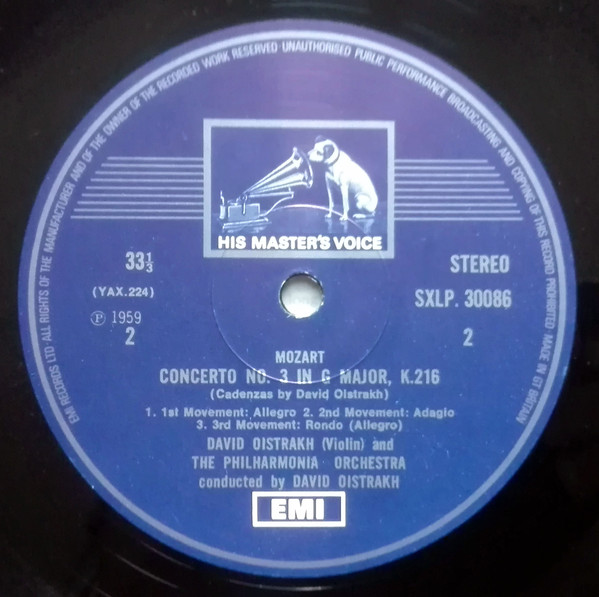 EMI RECORDS LTD ALL RIGHTS OF THE MANUFACTURER AND OF THE OWNER OF THE RECORDED WORK RESERVED UNAUTHORISED PUBLIC PERFORMANCE BROADCASTING AND COPYING OF THIS RECORD PROHIBITED MADE IN GT BRITAIN
HIS MASTER'S VOICE
33⅓ STEREO
(YAX.224) SXLP. 30086
Ⓟ 1959
2 2
MOZART
CONCERTO NO. 3 IN G MAJOR, K.216
(Cadenzas by David Oistrakh)
1. 1st Movement: Allegro 2. 2nd Movement: Adagio
3. 3rd Movement: Rondo (Allegro)
DAVID OISTRAKH (Violin) and
THE PHILHARMONIA ORCHESTRA
conducted by DAVID OISTRAKH
EMI